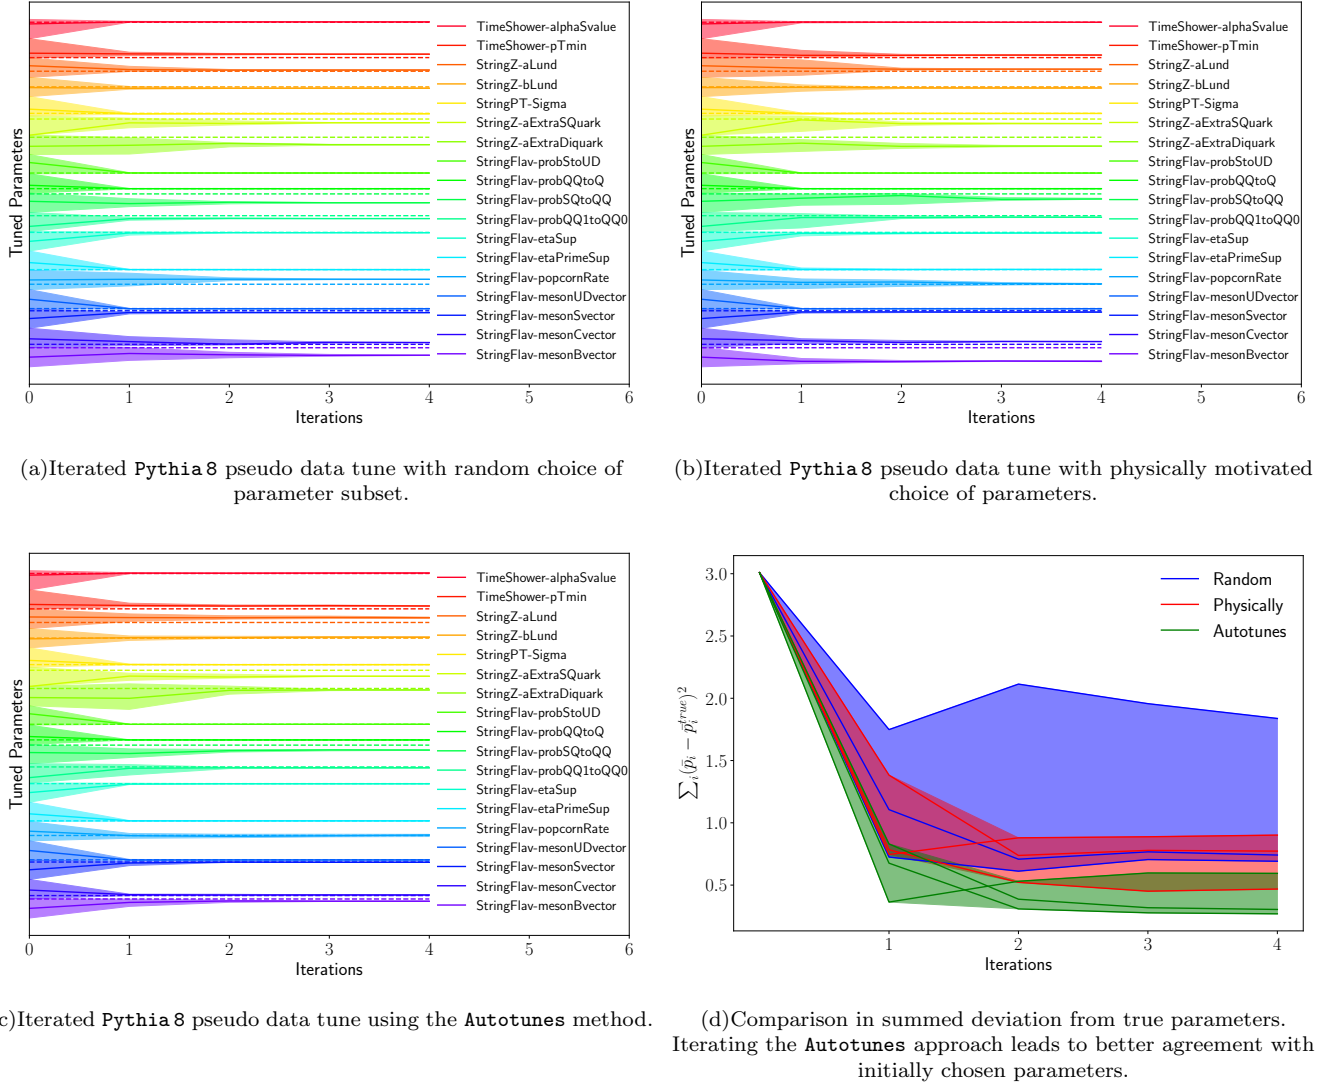 Tuned Parameters
TimeShower-alphaSvalue
TimeShower-pTmin
StringZ-aLund
StringZ-bLund
StringPT-Sigma
StringZ-aExtraSQuark
StringZ-aExtraDiquark
StringFlav-probStoUD
StringFlav-probQQtoQ
StringFlav-probSQtoQQ
StringFlav-probQQ1toQQ0
StringFlav-etaSup
StringFlav-etaPrimeSup
StringFlav-popcornRate
StringFlav-mesonUDvector
StringFlav-mesonSvector
StringFlav-mesonCvector
StringFlav-mesonBvector
0 1 2 3 4 5 6
Iterations
(a)Iterated Pythia 8 pseudo data tune with random choice of
parameter subset.
Tuned Parameters
TimeShower-alphaSvalue
TimeShower-pTmin
StringZ-aLund
StringZ-bLund
StringPT-Sigma
StringZ-aExtraSQuark
StringZ-aExtraDiquark
StringFlav-probStoUD
StringFlav-probQQtoQ
StringFlav-probSQtoQQ
StringFlav-probQQ1toQQ0
StringFlav-etaSup
StringFlav-etaPrimeSup
StringFlav-popcornRate
StringFlav-mesonUDvector
StringFlav-mesonSvector
StringFlav-mesonCvector
StringFlav-mesonBvector
0 1 2 3 4 5 6
Iterations
(b)Iterated Pythia 8 pseudo data tune with physically motivated
choice of parameters.
Tuned Parameters
TimeShower-alphaSvalue
TimeShower-pTmin
StringZ-aLund
StringZ-bLund
StringPT-Sigma
StringZ-aExtraSQuark
StringZ-aExtraDiquark
StringFlav-probStoUD
StringFlav-probQQtoQ
StringFlav-probSQtoQQ
StringFlav-probQQ1toQQ0
StringFlav-etaSup
StringFlav-etaPrimeSup
StringFlav-popcornRate
StringFlav-mesonUDvector
StringFlav-mesonSvector
StringFlav-mesonCvector
StringFlav-mesonBvector
0 1 2 3 4 5 6
Iterations
c)Iterated Pythia 8 pseudo data tune using the Autotunes method.
∑ᵢ(p̄ᵢ − p̄ᵢᵗʳᵘᵉ)²
3.0
2.5
2.0
1.5
1.0
0.5
Random
Physically
Autotunes
1 2 3 4
Iterations
(d)Comparison in summed deviation from true parameters.
Iterating the Autotunes approach leads to better agreement with
initially chosen parameters.